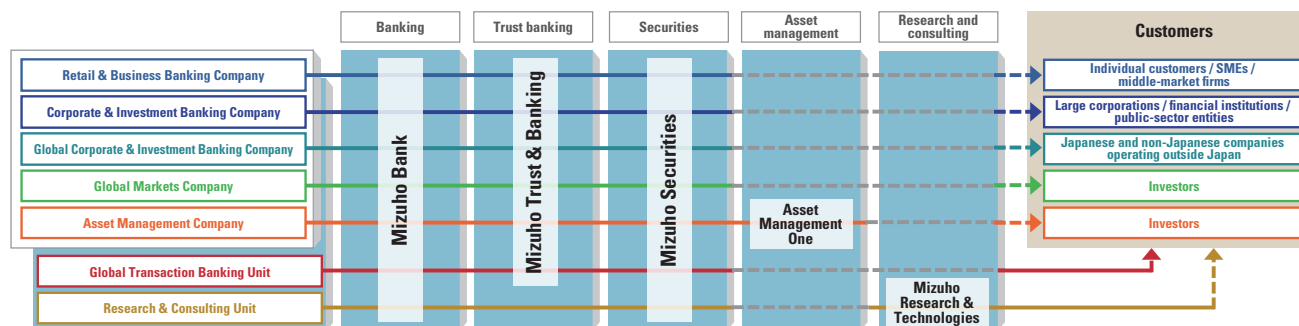 Banking
Trust banking
Securities
Asset
management
Research and
consulting
Customers
Retail & Business Banking Company
Corporate & Investment Banking Company
Global Corporate & Investment Banking Company
Global Markets Company
Asset Management Company
Global Transaction Banking Unit
Research & Consulting Unit
Mizuho Bank
Mizuho Trust & Banking
Mizuho Securities
Asset
Management
One
Mizuho
Research &
Technologies
Individual customers / SMEs /
middle-market firms
Large corporations / financial institutions /
public-sector entities
Japanese and non-Japanese companies
operating outside Japan
Investors
Investors